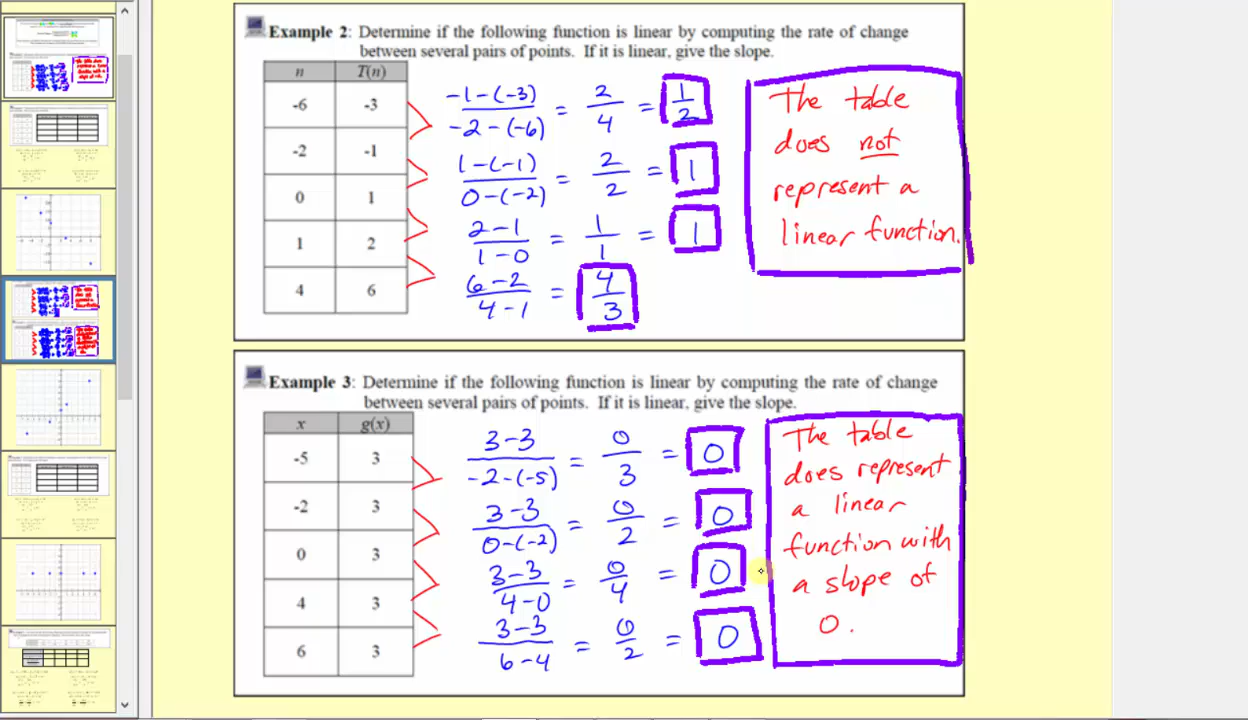 Example 2: Determine if the following function is linear by computing the rate of change
between several pairs of points. If it is linear, give the slope.
n T(n)
-6 -3
-2 -1
0 1
1 2
4 6
-1-(-3)/-2-(-6) = 2/4 = 1/2
1-(-1)/0-(-2) = 2/2 = 1
2-1/1-0 = 1/1 = 1
6-2/4-1 = 4/3
The table
does not
represent a
linear function.
Example 3: Determine if the following function is linear by computing the rate of change
between several pairs of points. If it is linear, give the slope.
x g(x)
-5 3
-2 3
0 3
4 3
6 3
3-3/-2-(-5) = 0/3 = 0
3-3/0-(-2) = 0/2 = 0
3-3/4-0 = 0/4 = 0
3-3/6-4 = 0/2 = 0
The table
does represent
a linear
function with
a slope of
0.